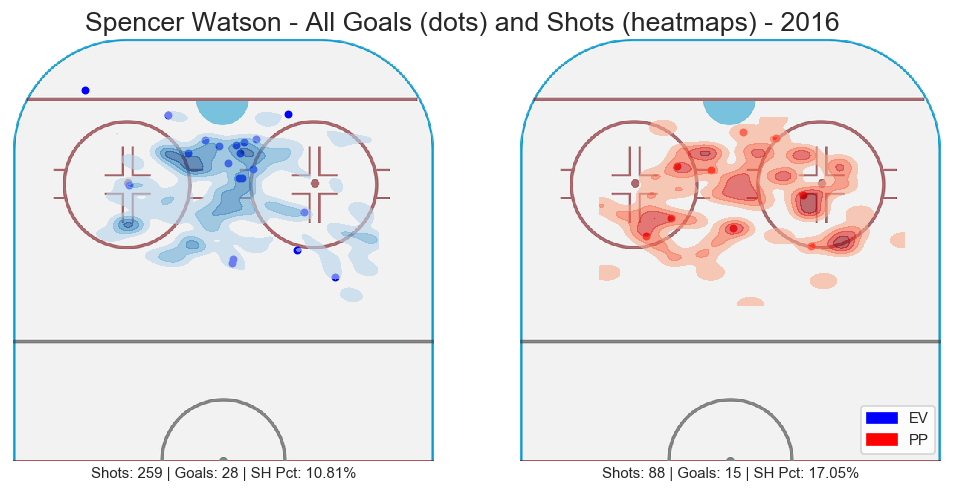 Spencer Watson - All Goals (dots) and Shots (heatmaps) - 2016
EV
PP
Shots: 259 | Goals: 28 | SH Pct: 10.81%
Shots: 88 | Goals: 15 | SH Pct: 17.05%